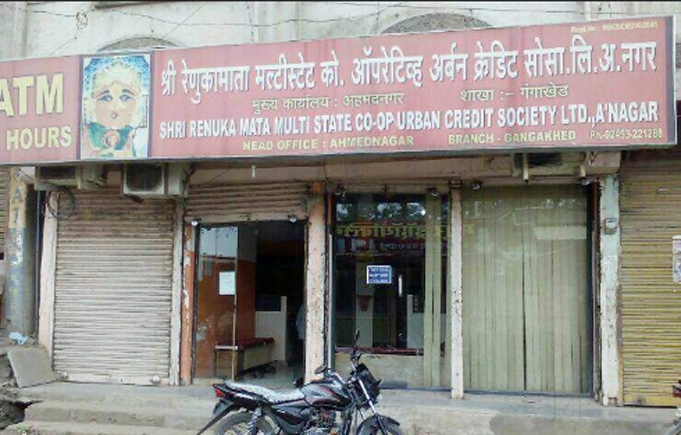 ATM
HOURS
श्री रेणुकामाता मल्टीस्टेट को. ऑपरेटिव्ह अर्बन क्रेडिट सोसा.लि.अ.नगर
मुख्य कार्यालय : अहमदनगर शाखा :- गंगाखेड
SHRI RENUKA MATA MULTI STATE CO-OP URBAN CREDIT SOCIETY LTD,,A'NAGAR
HEAD OFFICE : AHMEDNAGAR BRANCH - GANGAKHED Ph.-02453-221288